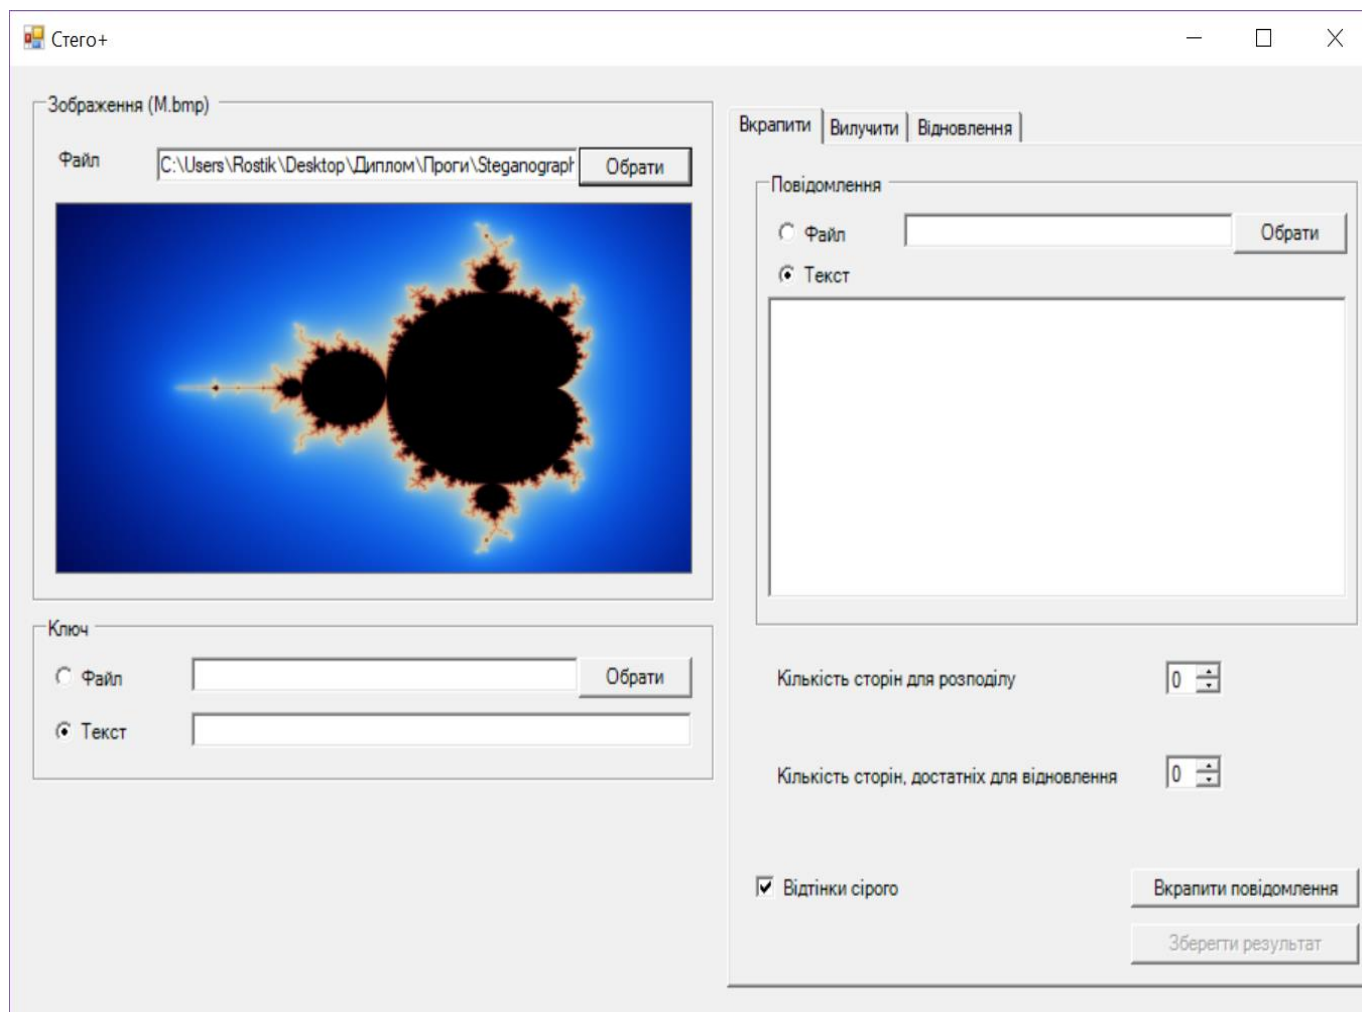 Стего+
Зображення (M.bmp)
Файл
C:\Users\Rostik\Desktop\Диплом\Проги\Steganograph
Обрати
Ключ
Файл
Обрати
Текст
Вкрапити
Вилучити
Відновлення
Повідомлення
Файл
Обрати
Текст
Кількість сторін для розподілу
0
Кількість сторін, достатніх для відновлення
0
Відтінки сірого
Вкрапити повідомлення
Зберегти результат